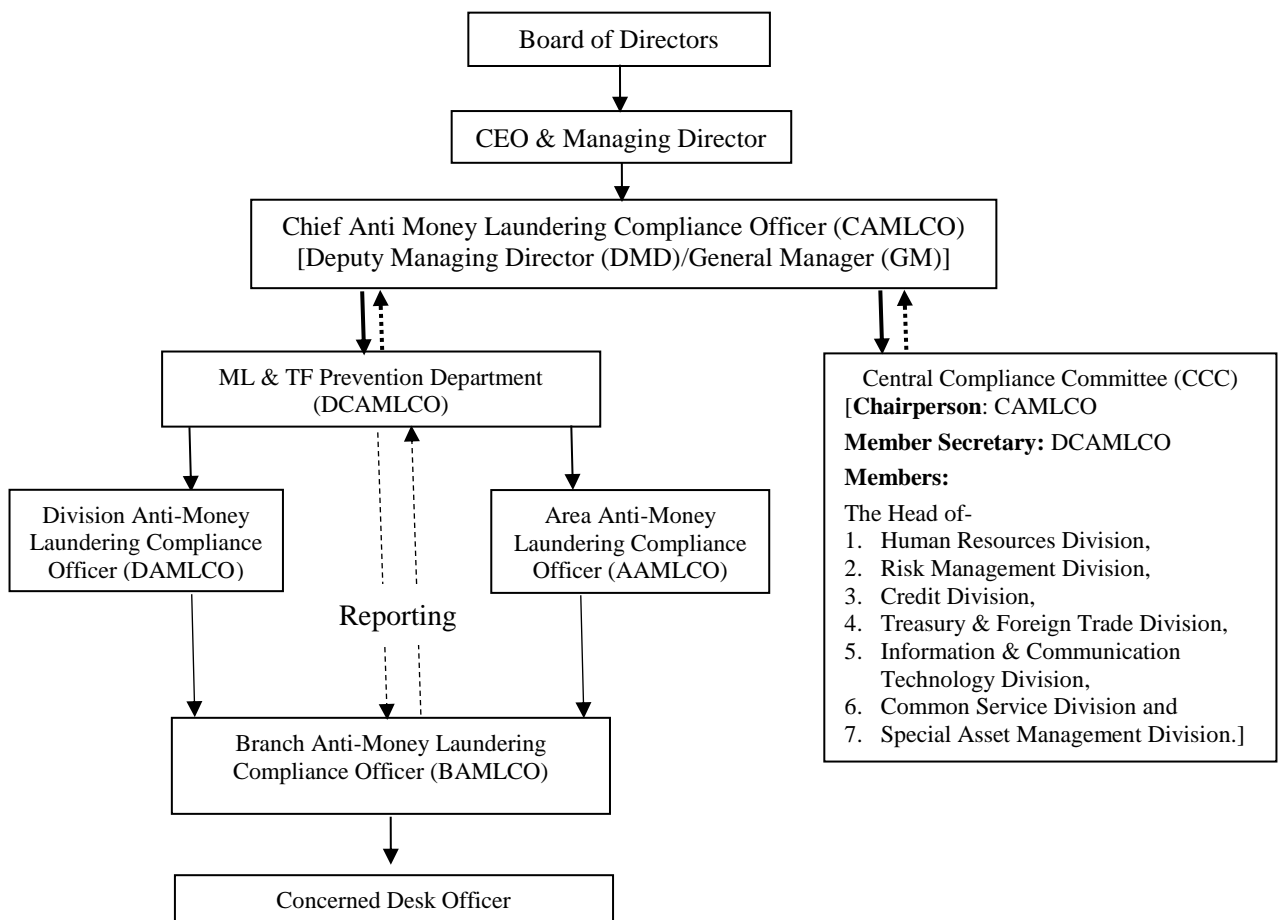 Board of Directors
CEO & Managing Director
Chief Anti Money Laundering Compliance Officer (CAMLCO)
[Deputy Managing Director (DMD)/General Manager (GM)]
ML & TF Prevention Department
(DCAMLCO)
Central Compliance Committee (CCC)
[Chairperson: CAMLCO
Member Secretary: DCAMLCO
Members:
The Head of-
1. Human Resources Division,
2. Risk Management Division,
3. Credit Division,
4. Treasury & Foreign Trade Division,
5. Information & Communication
Technology Division,
6. Common Service Division and
7. Special Asset Management Division.]
Division Anti-Money
Laundering Compliance
Officer (DAMLCO)
Area Anti-Money
Laundering Compliance
Officer (AAMLCO)
Reporting
Branch Anti-Money Laundering
Compliance Officer (BAMLCO)
Concerned Desk Officer